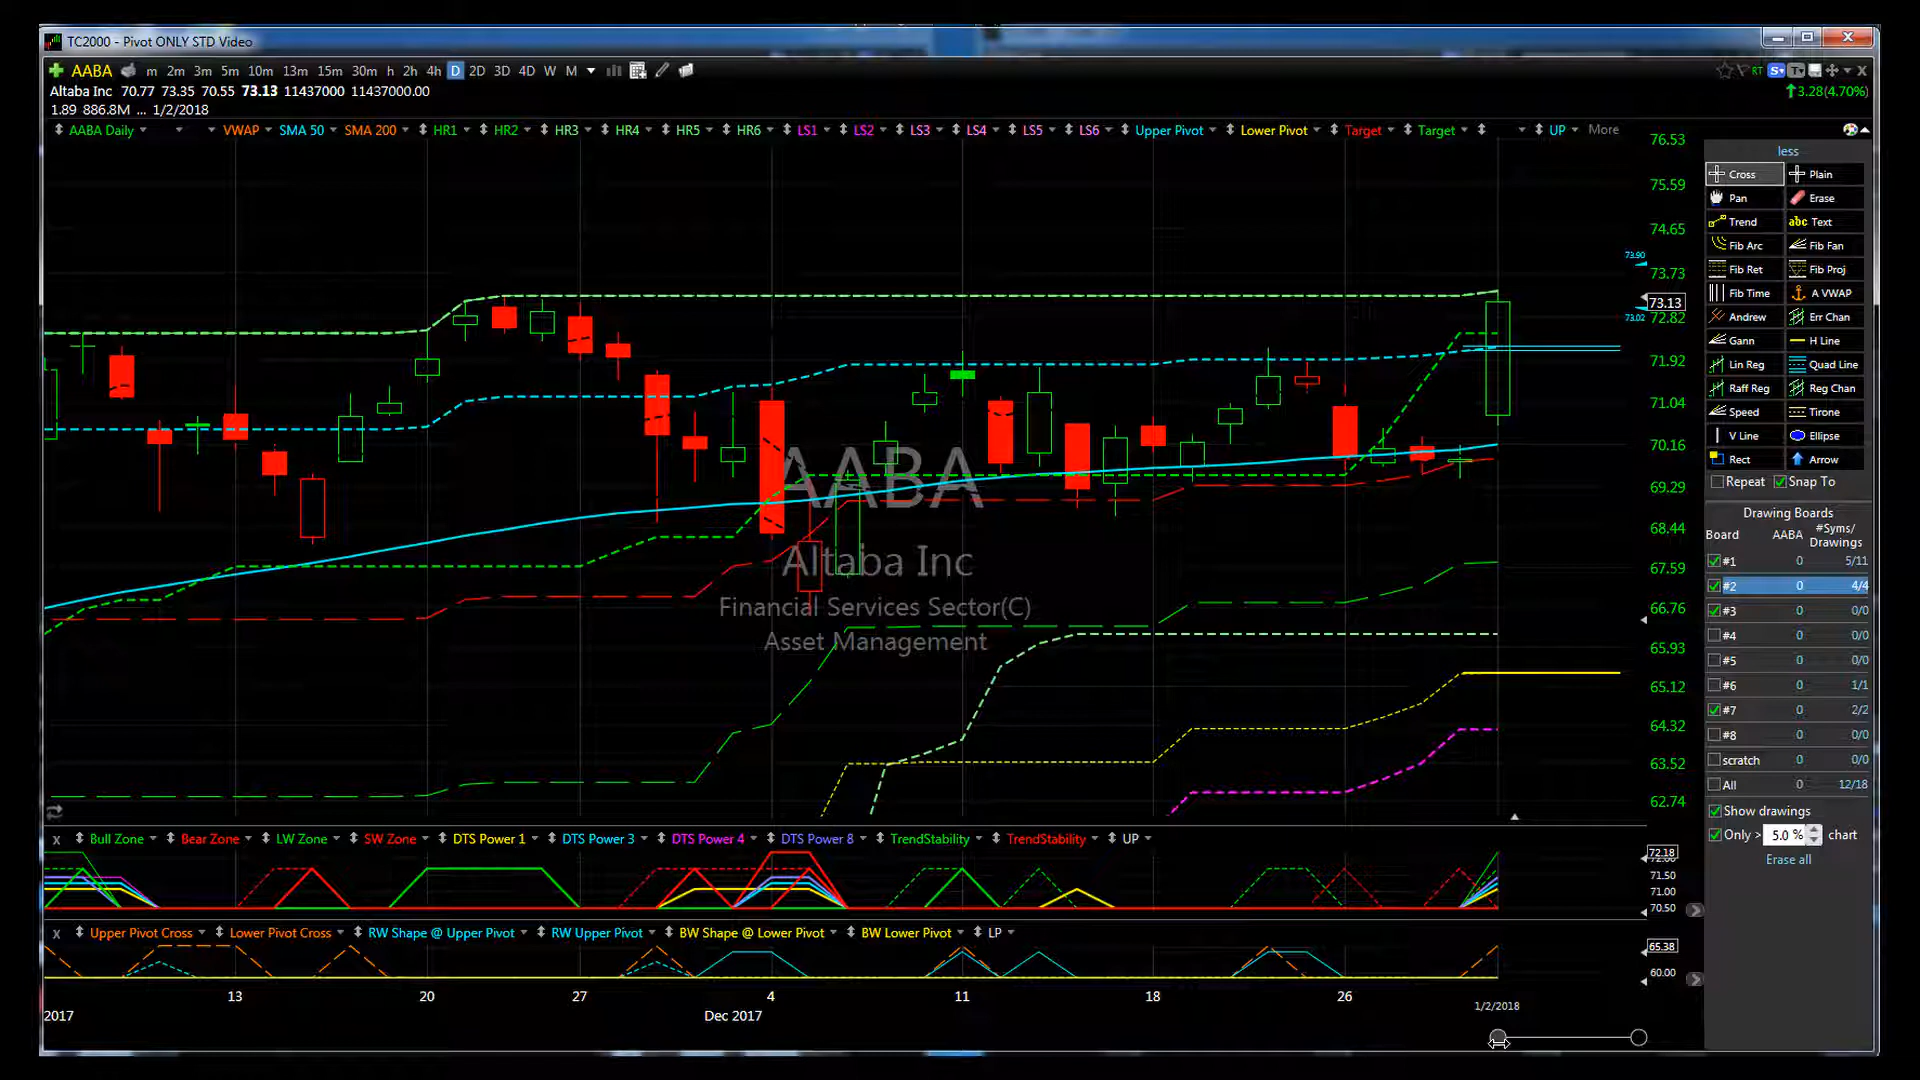 TC2000 - Pivot ONLY STD Video
AABA m 2m 3m 5m 10m 13m 15m 30m h 2h 4h D 2D 3D 4D W M
RT S T X
Altaba Inc 70.77 73.35 70.55 73.13 11437000 11437000.00
3.28(4.70%)
1.89 886.8M ... 1/2/2018
AABA Daily VWAP SMA 50 SMA 200 HR1 HR2 HR3 HR4 HR5 HR6 LS1 LS2 LS3 LS4 LS5 LS6 Upper Pivot Lower Pivot Target Target UP More
76.53
75.59
74.65
73.90
73.73
73.13
73.02
72.82
71.92
71.04
70.16
69.29
68.44
67.59
66.76
65.93
65.12
64.32
63.52
62.74
AABA
Altaba Inc
Financial Services Sector(C)
Asset Management
less
Cross Plain
Pan Erase
Trend abc Text
Fib Arc Fib Fan
Fib Ret Fib Proj
Fib Time A VWAP
Andrew Err Chan
Gann H Line
Lin Reg Quad Line
Raff Reg Reg Chan
Speed Tirone
V Line Ellipse
Rect Arrow
Repeat Snap To
Drawing Boards
Board AABA #Syms/
Drawings
#1 0 5/11
#2 0 4/4
#3 0 0/0
#4 0 0/0
#5 0 0/0
#6 0 1/1
#7 0 2/2
#8 0 0/0
scratch 0 0/0
All 0 12/18
Show drawings
Only > 5.0 % chart
Erase all
x Bull Zone Bear Zone LW Zone SW Zone DTS Power 1 DTS Power 3 DTS Power 4 DTS Power 8 TrendStability TrendStability UP
72.18
72.00
71.50
71.00
70.50
x Upper Pivot Cross Lower Pivot Cross RW Shape @ Upper Pivot RW Upper Pivot BW Shape @ Lower Pivot BW Lower Pivot LP
65.38
60.00
13 20 27 4 11 18 26 1/2/2018
2017 Dec 2017